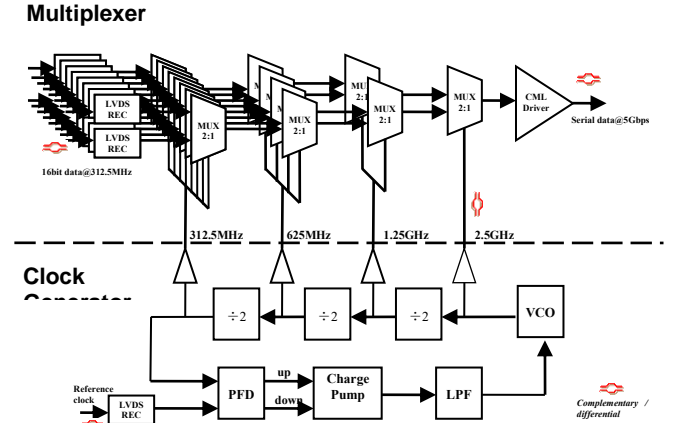 Multiplexer
LVDS
REC
LVDS
REC
MUX
2:1
MUX
2:1
MU
2:1
MUX
2:1
MUX
2:1
CML
Driver
Serial data@5Gbps
16bit data@312.5MHz
312.5MHz
625MHz
1.25GHz
2.5GHz
Clock
Generator
÷2
÷2
÷2
VCO
Reference
clock
LVDS
REC
PFD
up
down
Charge
Pump
LPF
Complementary /
differential